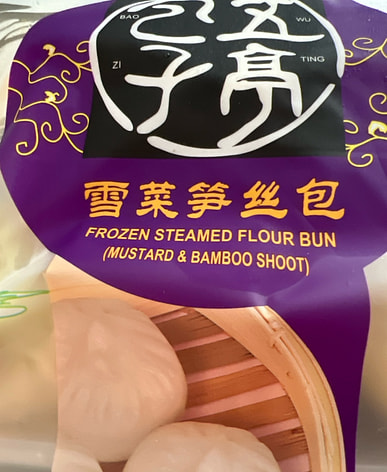 包 五
子 亭
BAO WU
ZI TING
雪菜笋丝包
FROZEN STEAMED FLOUR BUN
(MUSTARD & BAMBOO SHOOT)